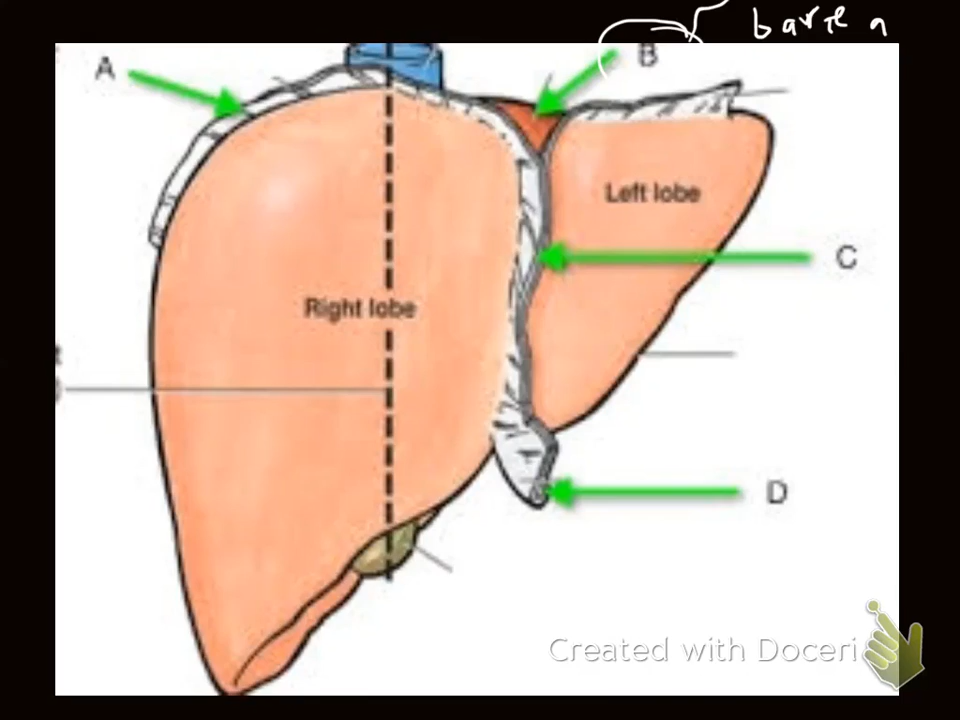 bare a
B
A
Left lobe
C
Right lobe
D
Created with Doceri